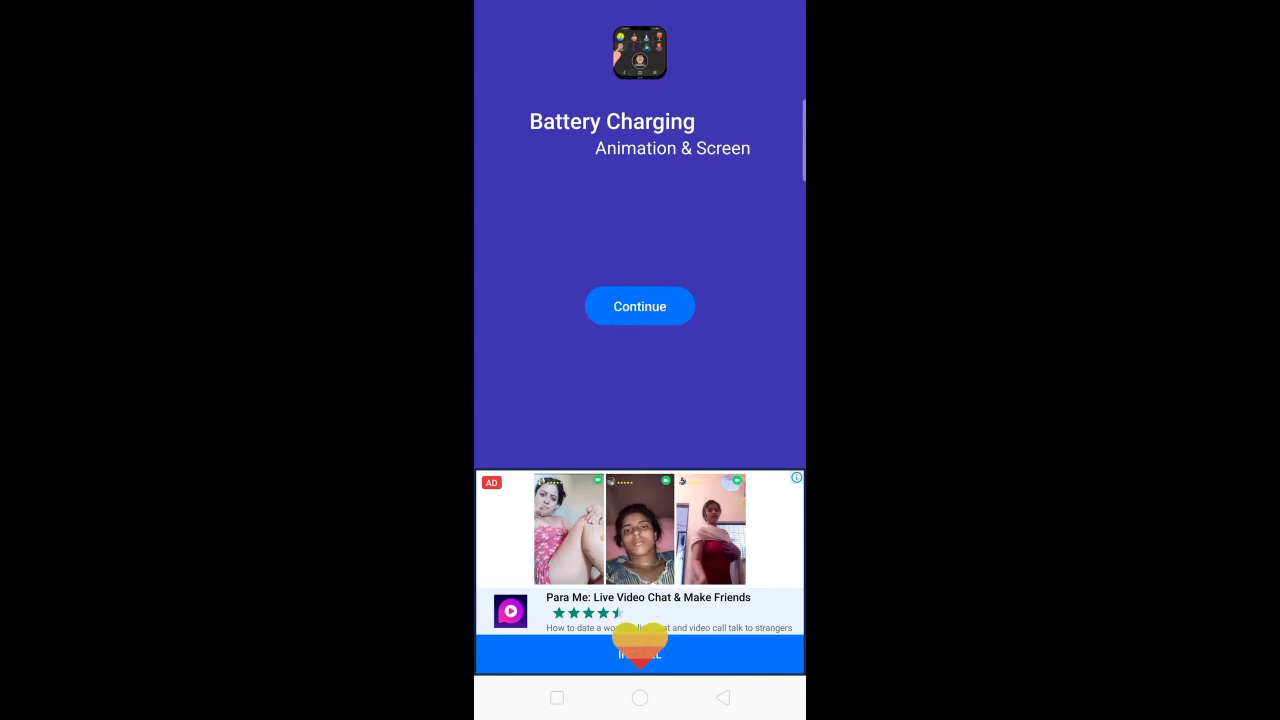 Battery Charging
Animation & Screen
Continue
AD
Para Me: Live Video Chat & Make Friends
How to date a and video call talk to strangers